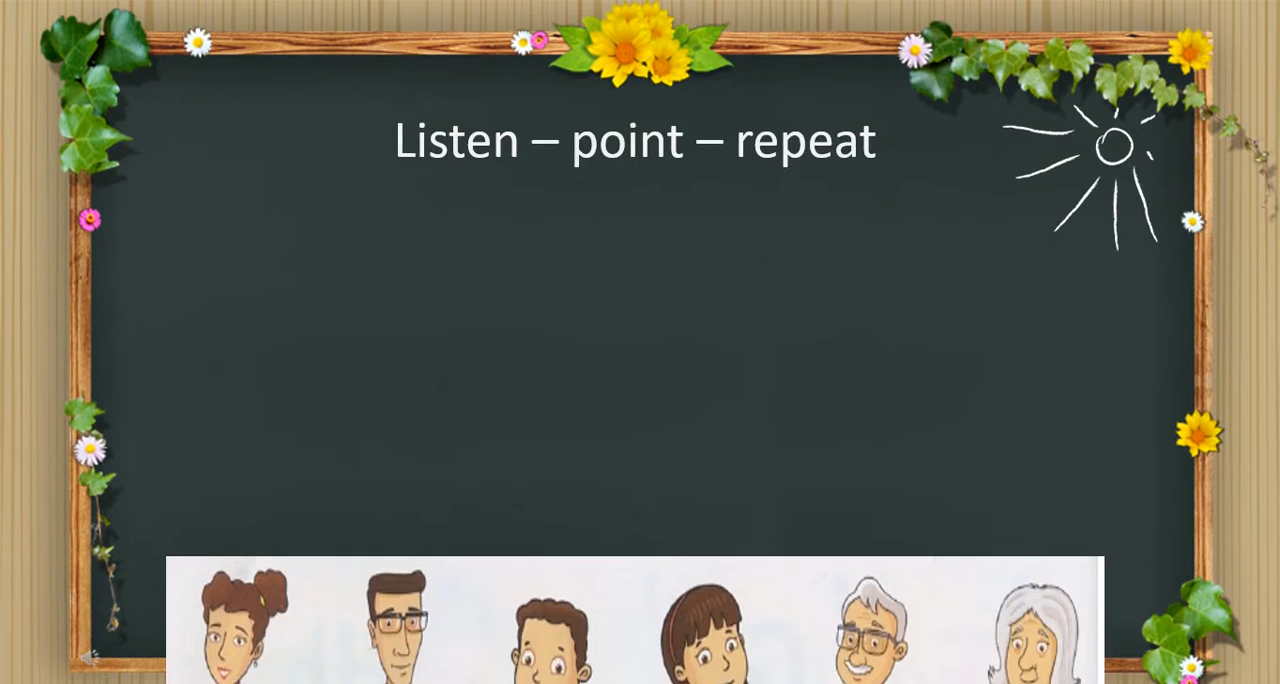 Listen – point – repeat